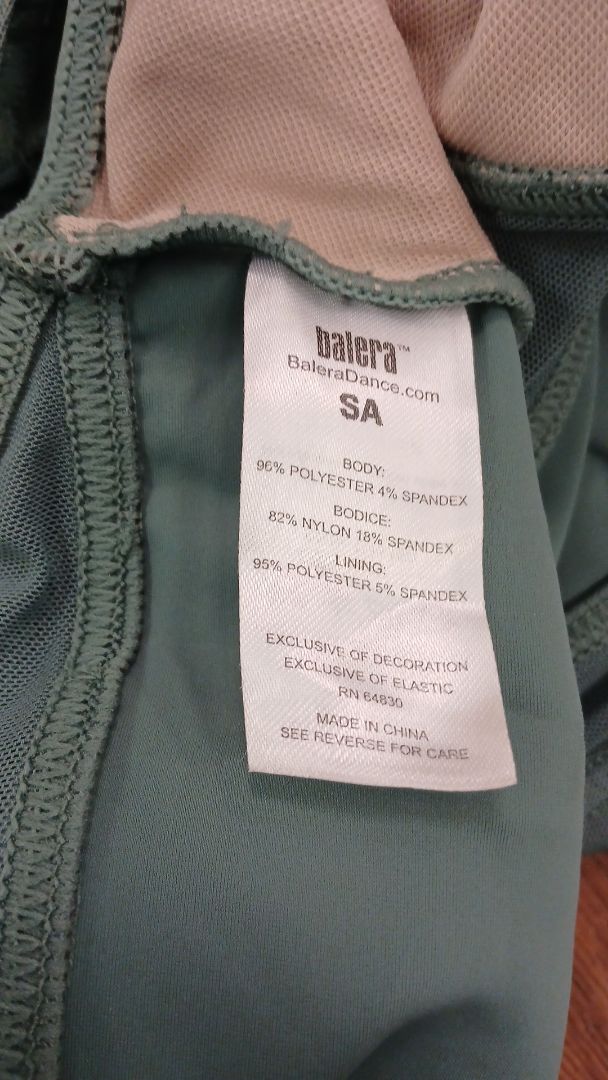 balera™
BaleraDance.com
SA
BODY:
96% POLYESTER 4% SPANDEX
BODICE:
82% NYLON 18% SPANDEX
LINING:
95% POLYESTER 5% SPANDEX
EXCLUSIVE OF DECORATION
EXCLUSIVE OF ELASTIC
RN 64830
MADE IN CHINA
SEE REVERSE FOR CARE